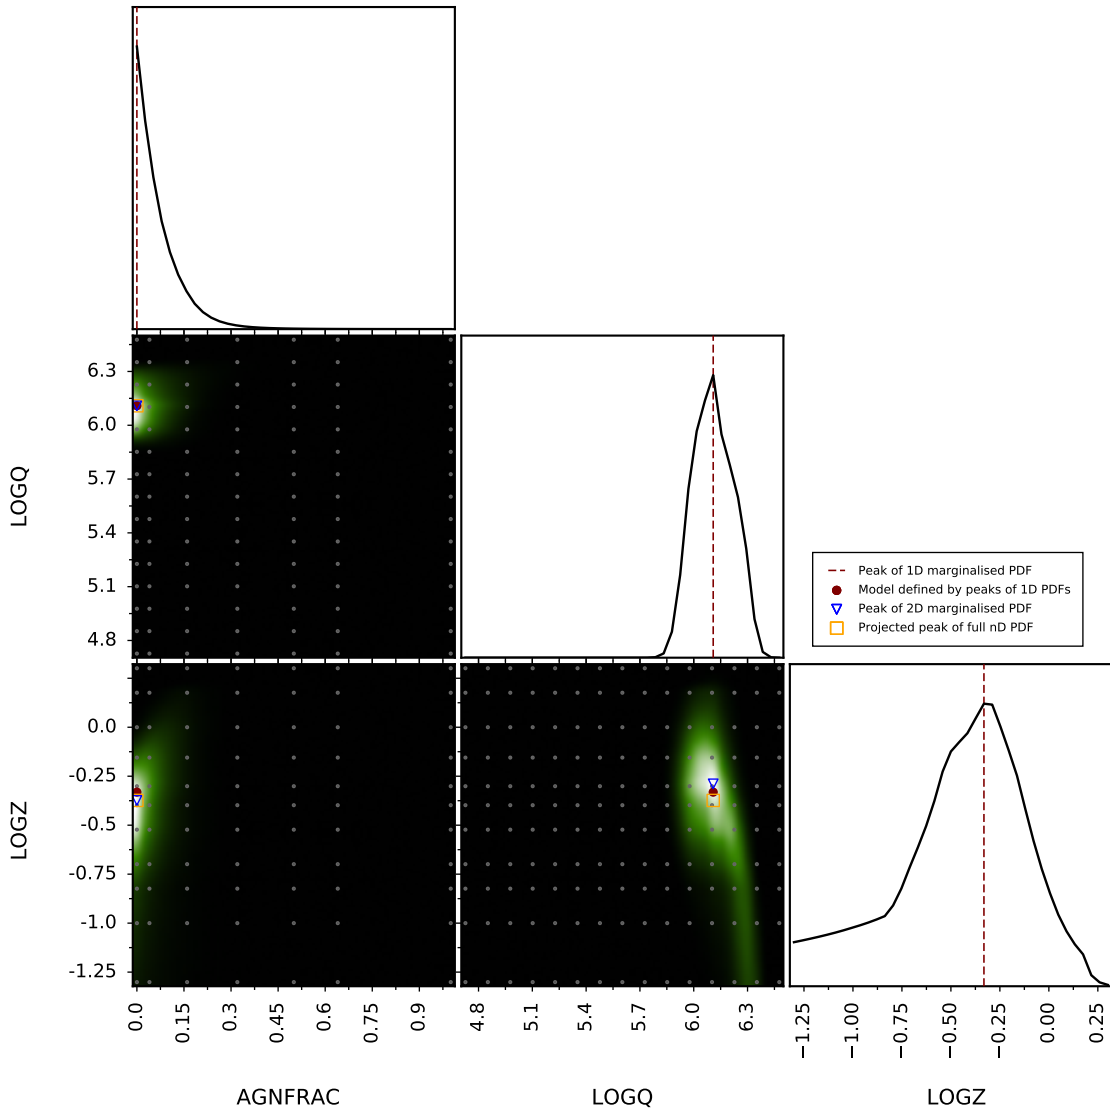 6.3
6.0
5.7
5.4
5.1
4.8
LOGQ
Peak of 1D marginalised PDF
Model defined by peaks of 1D PDFs
Peak of 2D marginalised PDF
Projected peak of full nD PDF
0.0
-0.25
-0.5
-0.75
-1.0
-1.25
LOGZ
0.0 0.15 0.3 0.45 0.6 0.75 0.9
4.8 5.1 5.4 5.7 6.0 6.3
−1.25 −1.00 −0.75 −0.50 −0.25 0.00 0.25
AGNFRAC LOGQ LOGZ